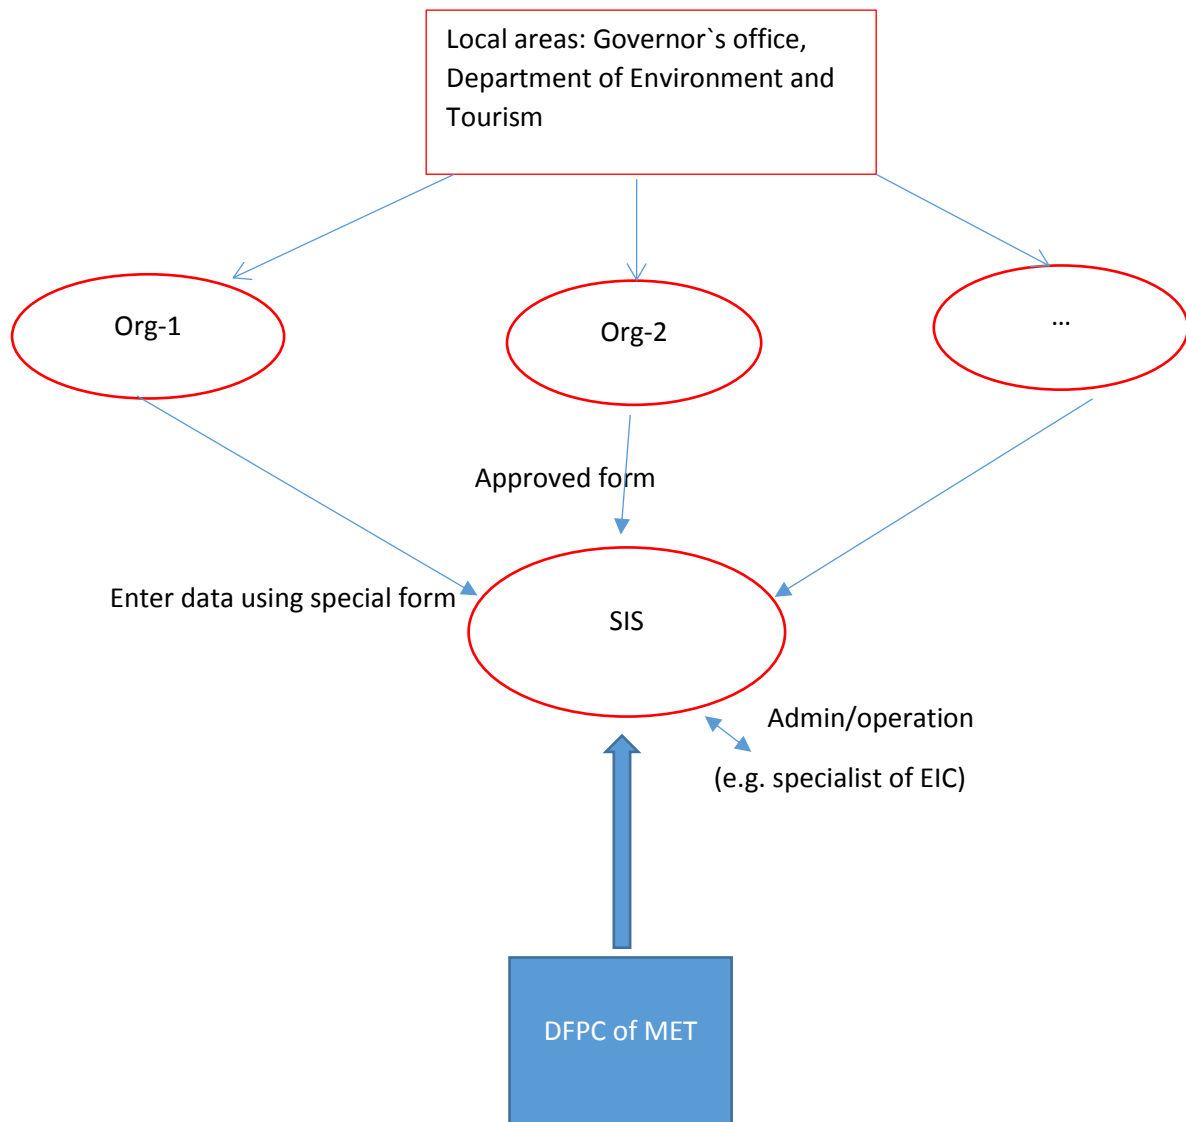 Local areas: Governor`s office,
Department of Environment and
Tourism
Org-1
Org-2
...
Approved form
Enter data using special form
SIS
Admin/operation
(e.g. specialist of EIC)
DFPC of MET